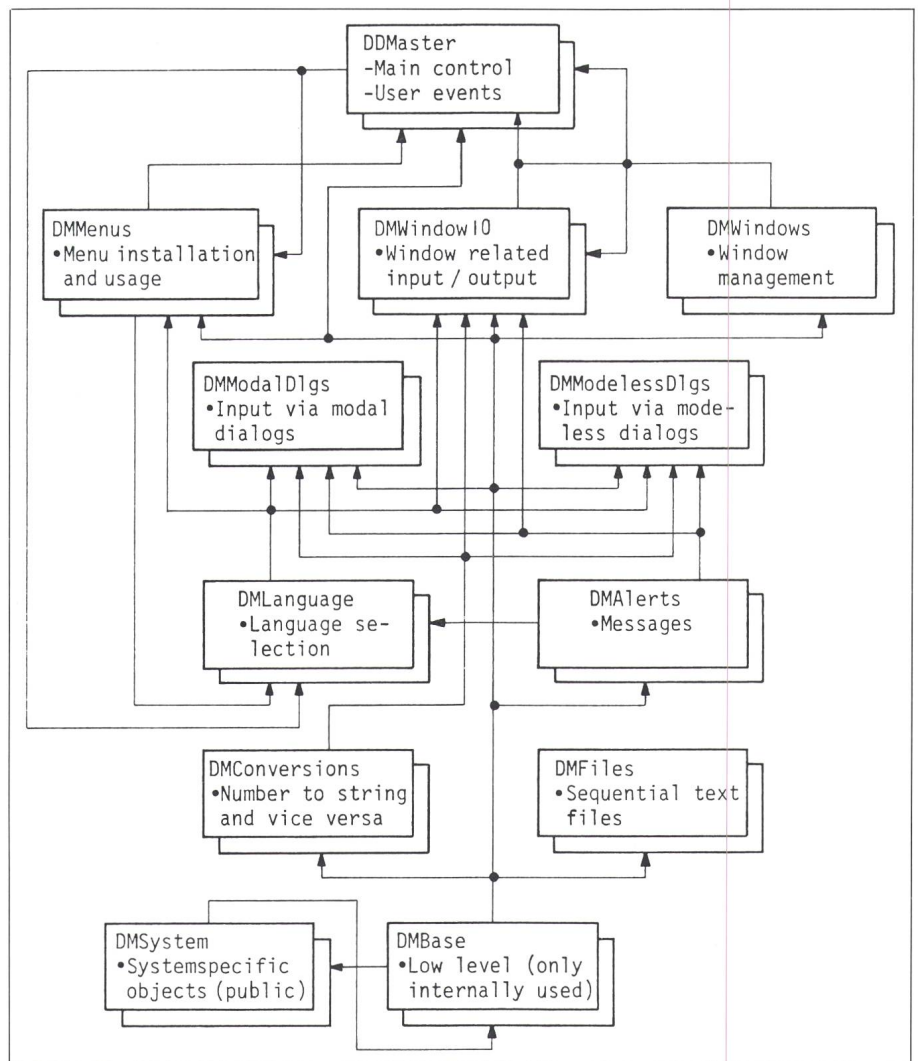 DDMaster
-Main control
-User events
DMMenus
•Menu installation
and usage
DMWindowIO
•Window related
input / output
DMWindows
•Window
management
DMModalDlgs
•Input via modal
dialogs
DMModelessDlgs
•Input via mode-
less dialogs
DMLanguage
•Language se-
lection
DMAlerts
•Messages
DMConversions
•Number to string
and vice versa
DMFiles
•Sequential text
files
DMSystem
•Systemspecific
objects (public)
DMBase
•Low level (only
internally used)